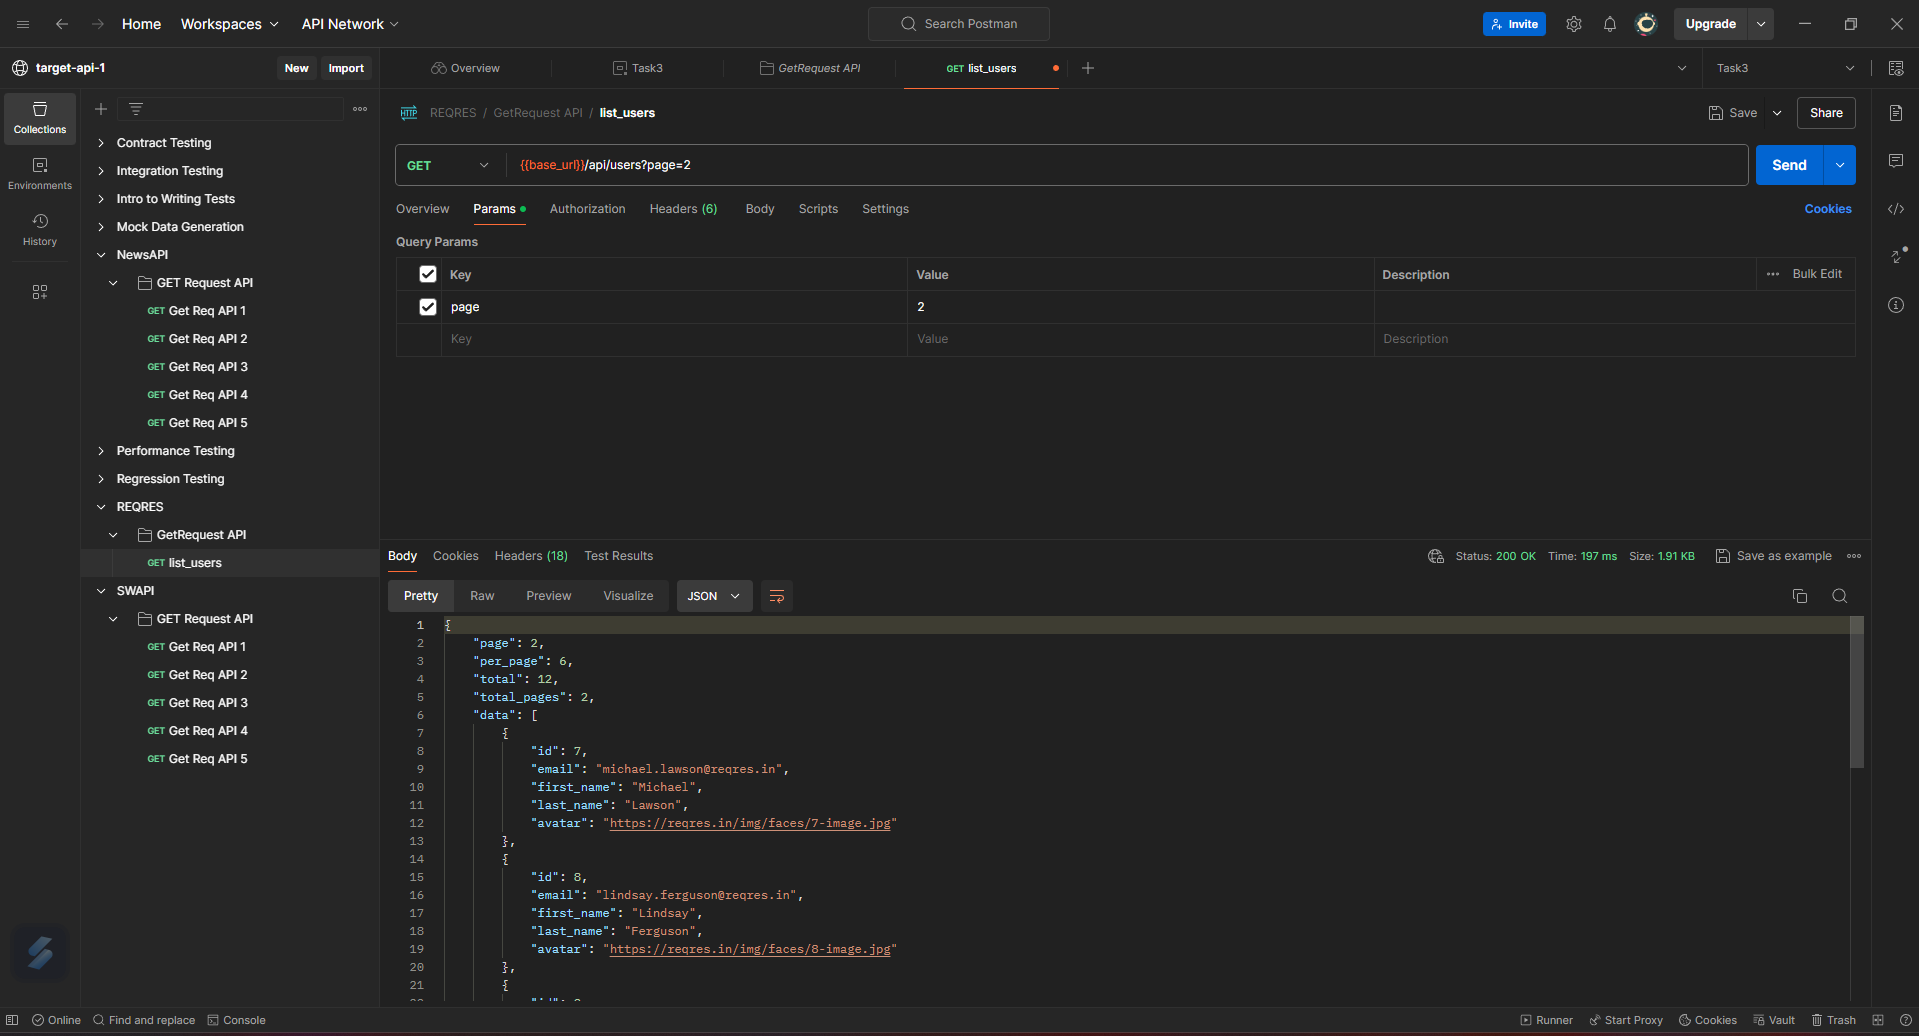 Home Workspaces API Network Search Postman Invite Upgrade
target-api-1 New Import Overview Task3 GetRequest API GET list_users Task3
Collections
Environments
History
Contract Testing
Integration Testing
Intro to Writing Tests
Mock Data Generation
NewsAPI
GET Request API
GET Get Req API 1
GET Get Req API 2
GET Get Req API 3
GET Get Req API 4
GET Get Req API 5
Performance Testing
Regression Testing
REQRES
GetRequest API
GET list_users
SWAPI
GET Request API
GET Get Req API 1
GET Get Req API 2
GET Get Req API 3
GET Get Req API 4
GET Get Req API 5
HTTP REQRES / GetRequest API / list_users Save Share
GET {{base_url}}/api/users?page=2 Send
Overview Params Authorization Headers (6) Body Scripts Settings Cookies
Query Params
Key Value Description Bulk Edit
page 2
Key Value Description
Body Cookies Headers (18) Test Results Status: 200 OK Time: 197 ms Size: 1.91 KB Save as example
Pretty Raw Preview Visualize JSON
1 {
2 "page": 2,
3 "per_page": 6,
4 "total": 12,
5 "total_pages": 2,
6 "data": [
7 {
8 "id": 7,
9 "email": "michael.lawson@reqres.in",
10 "first_name": "Michael",
11 "last_name": "Lawson",
12 "avatar": "https://reqres.in/img/faces/7-image.jpg"
13 },
14 {
15 "id": 8,
16 "email": "lindsay.ferguson@reqres.in",
17 "first_name": "Lindsay",
18 "last_name": "Ferguson",
19 "avatar": "https://reqres.in/img/faces/8-image.jpg"
20 },
21 {
Online Find and replace Console Runner Start Proxy Cookies Vault Trash